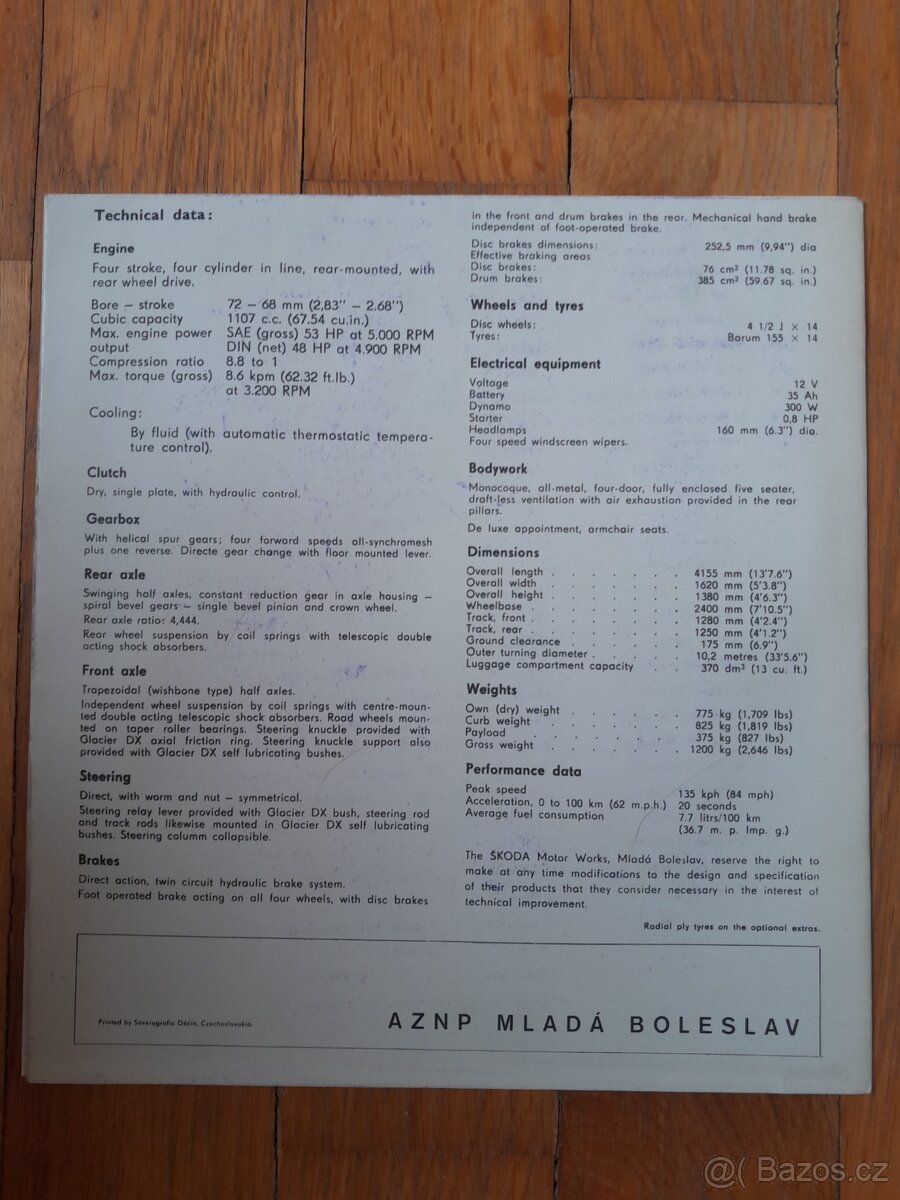 Technical data:
Engine
Four stroke, four cylinder in line, rear-mounted, with
rear wheel drive.
Bore – stroke 72 – 68 mm (2,83″ – 2.68″)
Cubic capacity 1107 c.c. (67.54 cu.in.)
Max. engine power SAE (gross) 53 HP at 5.000 RPM
output DIN (net) 48 HP at 4.900 RPM
Compression ratio 8.8 to 1
Max. torque (gross) 8.6 kpm (62.32 ft.lb.)
at 3.200 RPM
Cooling:
By fluid (with automatic thermostatic tempera-
ture control).
Clutch
Dry, single plate, with hydraulic control.
Gearbox
With helical spur gears; four forward speeds all-synchromesh
plus one reverse. Directe gear change with floor mounted lever.
Rear axle
Swinging half axles, constant reduction gear in axle housing –
spiral bevel gears – single bevel pinion and crown wheel.
Rear axle ratio: 4,444.
Rear wheel suspension by coil springs with telescopic double
acting shock absorbers.
Front axle
Trapezoidal (wishbone type) half axles.
Independent wheel suspension by coil springs with centre-moun-
ted double acting telescopic shock absorbers. Road wheels moun-
ted on taper roller bearings. Steering knuckle provided with
Glacier DX axial friction ring. Steering knuckle support also
provided with Glacier DX self lubricating bushes.
Steering
Direct, with worm and nut – symmetrical.
Steering relay lever provided with Glacier DX bush, steering rod
and track rods likewise mounted in Glacier DX self lubricating
bushes. Steering columm collapsible.
Brakes
Direct action, twin circuit hydraulic brake system.
Foot operated brake acting on all four wheels, with disc brakes
in the front and drum brakes in the rear. Mechanical hand brake
independent of foot-operated brake.
Disc brakes dimensions: 252,5 mm (9,94″) dia
Effective braking areas
Disc brakes: 76 cm² (11.78 sq. in.)
Drum brakes: 385 cm² (59.67 sq. in.)
Wheels and tyres
Disc wheels: 4 1/2 J × 14
Tyres: Barum 155 × 14
Electrical equipment
Voltage 12 V
Battery 35 Ah
Dynamo 300 W
Starter 0,8 HP
Headlamps 160 mm (6.3″) dia.
Four speed windscreen wipers.
Bodywork
Monocoque, all-metal, four-door, fully enclosed five seater,
draft-less ventilation with air exhaustion provided in the rear
pillars.
De luxe appointment, armchair seats.
Dimensions
Overall length . . . . . . . 4155 mm (13′7.6″)
Overall width . . . . . . . 1620 mm (5′3.8″)
Overall height . . . . . . . 1380 mm (4′6.3″)
Wheelbase . . . . . . . . 2400 mm (7′10.5″)
Track, front . . . . . . . . 1280 mm (4′2.4″)
Track, rear . . . . . . . . 1250 mm (4′1.2″)
Ground clearance . . . . . . 175 mm (6.9″)
Outer turning diameter . . . . . 10,2 metres (33′5.6″)
Luggage compartment capacity . . 370 dm³ (13 cu. ft.)
Weights
Own (dry) weight . . . . . . 775 kg (1,709 lbs)
Curb weight . . . . . . . 825 kg (1,819 lbs)
Payload . . . . . . . . 375 kg (827 lbs)
Gross weight . . . . . . . 1200 kg (2,646 lbs)
Performance data
Peak speed 135 kph (84 mph)
Acceleration, 0 to 100 km (62 m.p.h.) 20 seconds
Average fuel consumption 7.7 litrs/100 km
(36.7 m. p. Imp. g.)
The ŠKODA Motor Works, Mladá Boleslav, reserve the right to
make at any time modifications to the design and specification
of their products that they consider necessary in the interest of
technical improvement.
Radial ply tyres on the optional extras.
Printed by Severografia Děčín, Czechoslovakia.
AZNP MLADÁ BOLESLAV
@( Bazos.cz